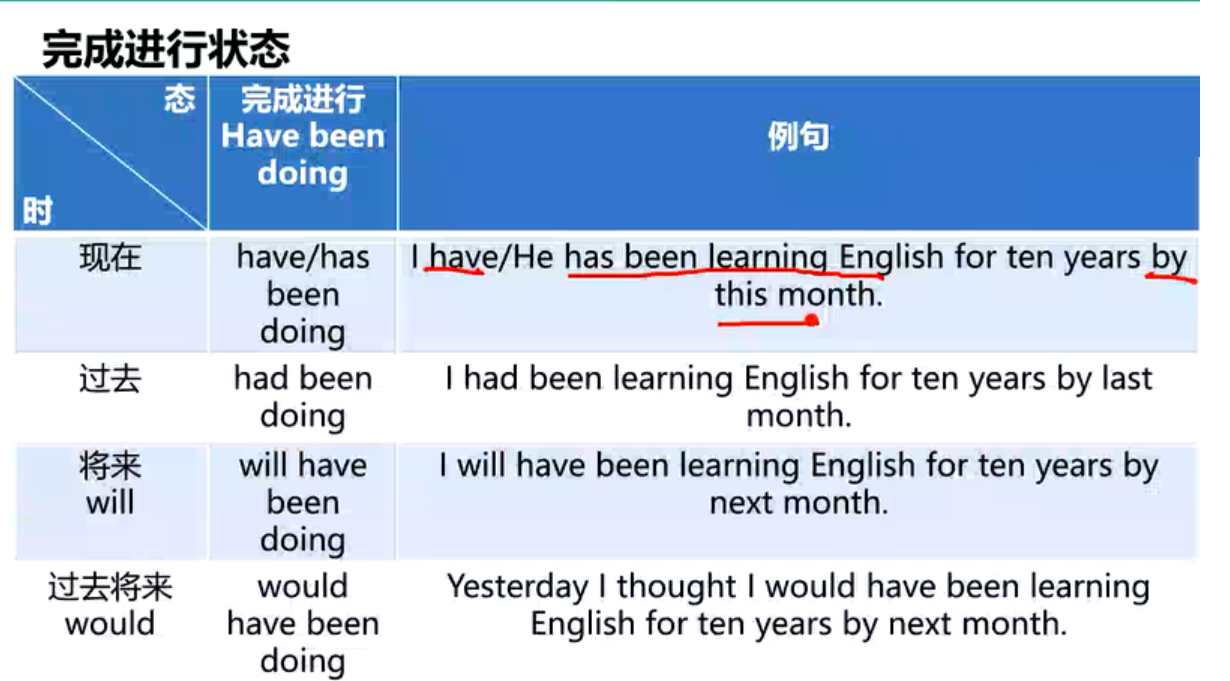 完成进行状态
态
时
完成进行
Have been
doing
例句
现在
have/has
been
doing
I have/He has been learning English for ten years by
this month.
过去
had been
doing
I had been learning English for ten years by last
month.
将来
will
will have
been
doing
I will have been learning English for ten years by
next month.
过去将来
would
would
have been
doing
Yesterday I thought I would have been learning
English for ten years by next month.